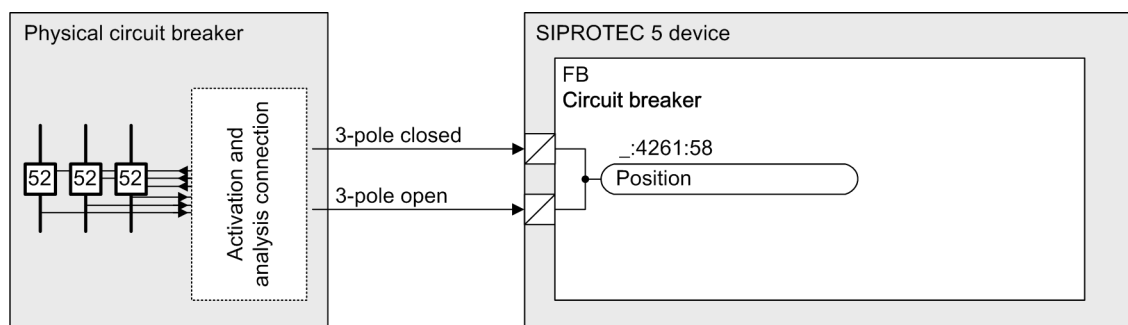 Physical circuit breaker
52
52
52
Activation and
analysis connection
3-pole closed
3-pole open
SIPROTEC 5 device
FB
Circuit breaker
_:4261:58
Position